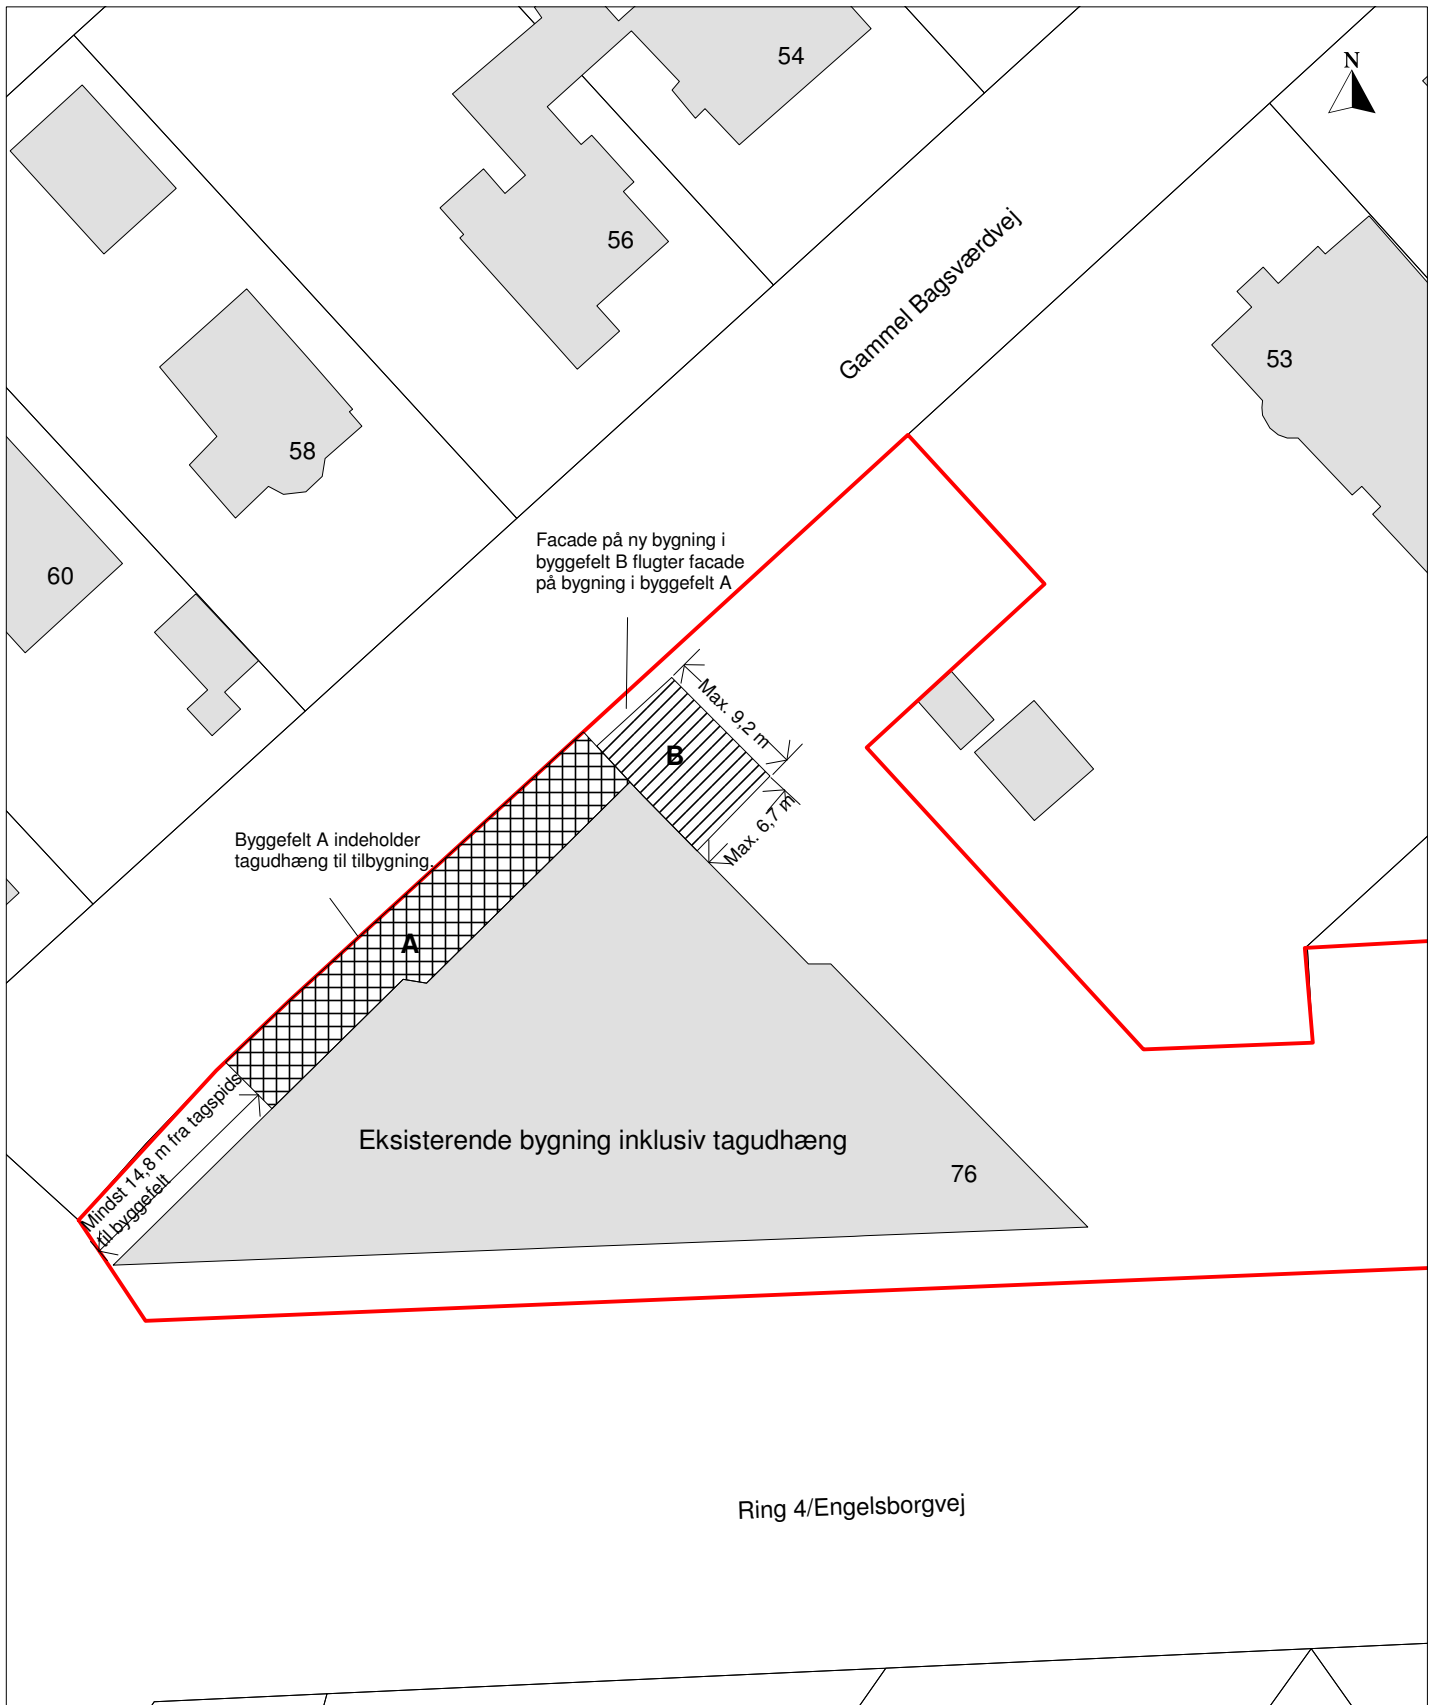 54
N
56
Gammel Bagsværdvej
53
58
Facade på ny bygning i
byggefelt B flugter facade
på bygning i byggefelt A
60
Max. 9,2 m
B
Max. 6,7 m
Byggefelt A indeholder
tagudhæng til tilbygning.
A
Mindst 14,8 m fra tagspids
til byggefelt
Eksisterende bygning inklusiv tagudhæng
76
Ring 4/Engelsborgvej